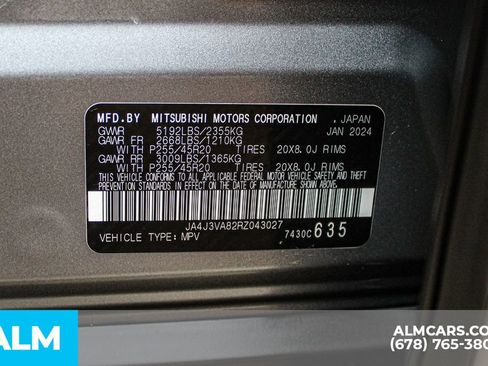 MFD.BY MITSUBISHI MOTORS CORPORATION , JAPAN
GVWR 5192LBS/2355KG JAN 2024
GAWR FR 2668LBS/1210KG
WITH P255/45R20 TIRES 20X8.0J RIMS
GAWR RR 3009LBS/1365KG
WITH P255/45R20 TIRES 20X8.0J RIMS
THIS VEHICLE CONFORMS TO ALL APPLICABLE
FEDERAL MOTOR VEHICLE SAFETY AND THEFT
PREVENTION STANDARDS IN EFFECT ON THE DATE
OF MANUFACTURE SHOWN ABOVE.
JA4J3VA82RZ043027
VEHICLE TYPE: MPV 7430C 635
ALM
ALMCARS.CO
(678) 765-380